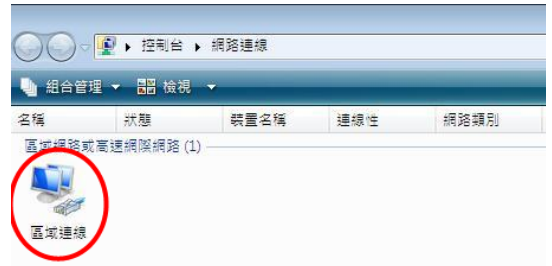 控制台 ▸ 網路連線
組合管理 檢視
名稱 狀態 裝置名稱 連線性 網路類別
區域網路或高速網際網路 (1)
區域連線